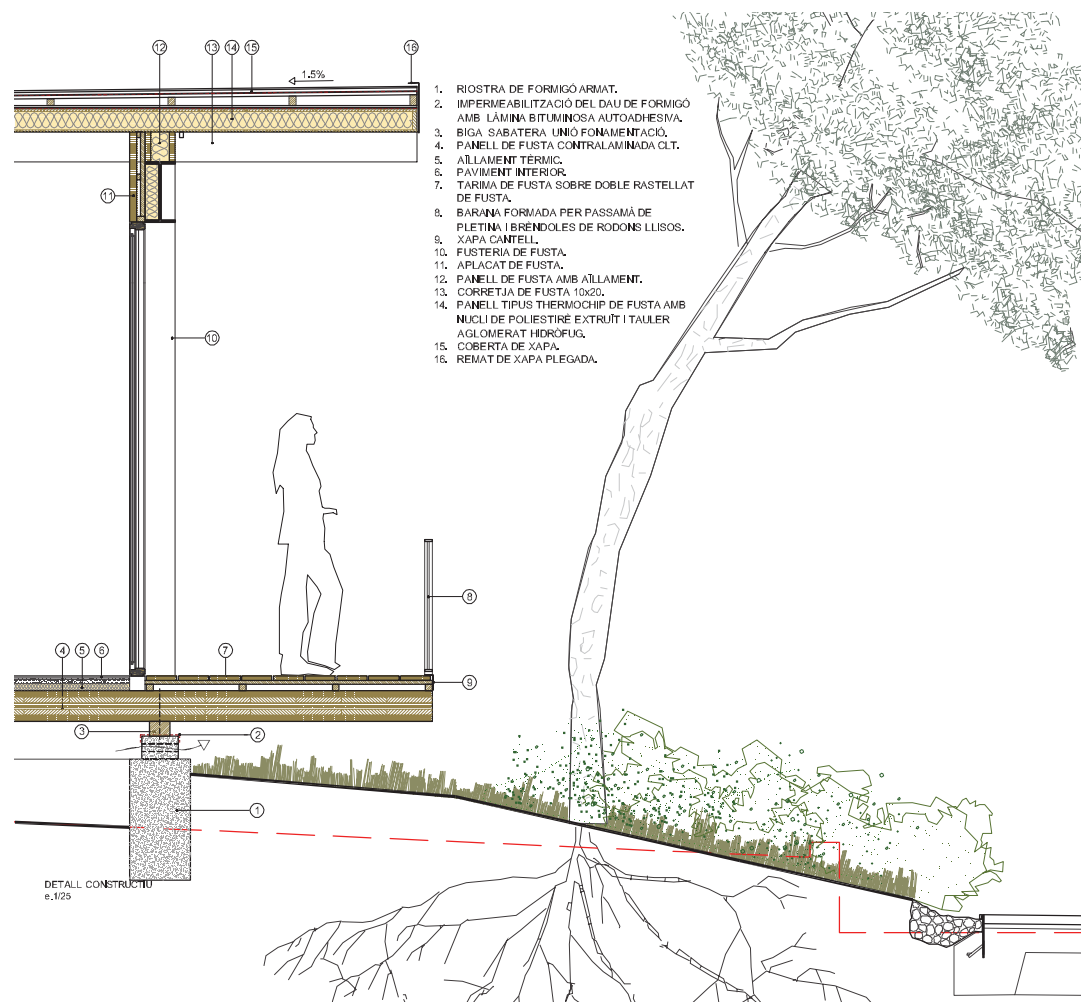 12 13 14 15 16
1.5%
1. RIOSTRA DE FORMIGÓ ARMAT.
2. IMPERMEABILITZACIÓ DEL DAU DE FORMIGÓ
AMB LÀMINA BITUMINOSA AUTOADHESIVA.
3. BIGA SABATERA UNIÓ FONAMENTACIÓ.
4. PANELL DE FUSTA CONTRALAMINADA CLT.
5. AÏLLAMENT TÈRMIC.
6. PAVIMENT INTERIOR.
7. TARIMA DE FUSTA SOBRE DOBLE RASTELLAT
DE FUSTA.
8. BARANA FORMADA PER PASSAMÀ DE
PLETINA I BRÈNDOLES DE RODONS LLISOS.
9. XAPA CANTELL.
10. FUSTERIA DE FUSTA.
11. APLACAT DE FUSTA.
12. PANELL DE FUSTA AMB AÏLLAMENT.
13. CORRETJA DE FUSTA 10x20.
14. PANELL TIPUS THERMOCHIP DE FUSTA AMB
NUCLI DE POLIESTIRÈ EXTRUÏT I TAULER
AGLOMERAT HIDRÒFUG.
15. COBERTA DE XAPA.
16. REMAT DE XAPA PLEGADA.
11
10
8
4 5 6 7
9
3 2
1
DETALL CONSTRUCTIU
e.1/25